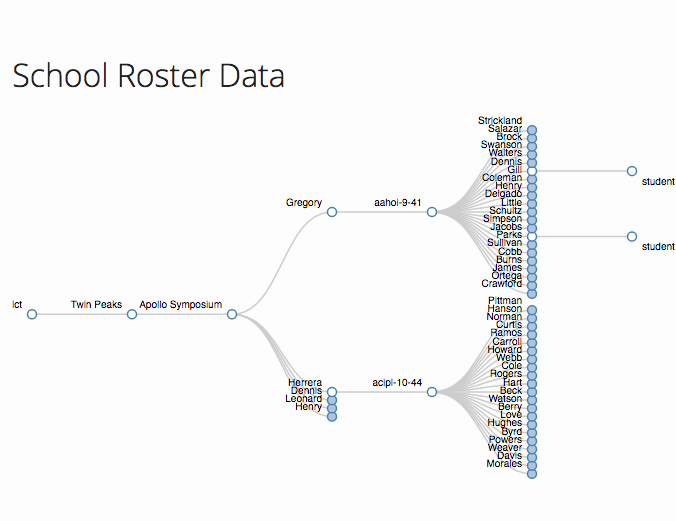 School Roster Data
ict
Twin Peaks
Apollo Symposium
Gregory
aahoi-9-41
Strickland
Salazar
Brock
Swanson
Walters
Dennis
Gill
Coleman
Henry
Delgado
Little
Schultz
Simpson
Jacobs
Parks
Sullivan
Cobb
Burns
James
Ortega
Crawford
student
student
Herrera
Dennis
Leonard
Henry
acipl-10-44
Pittman
Hanson
Norman
Curtis
Ramos
Carroll
Howard
Webb
Cole
Rogers
Hart
Beck
Watson
Berry
Love
Hughes
Byrd
Powers
Weaver
Davis
Morales